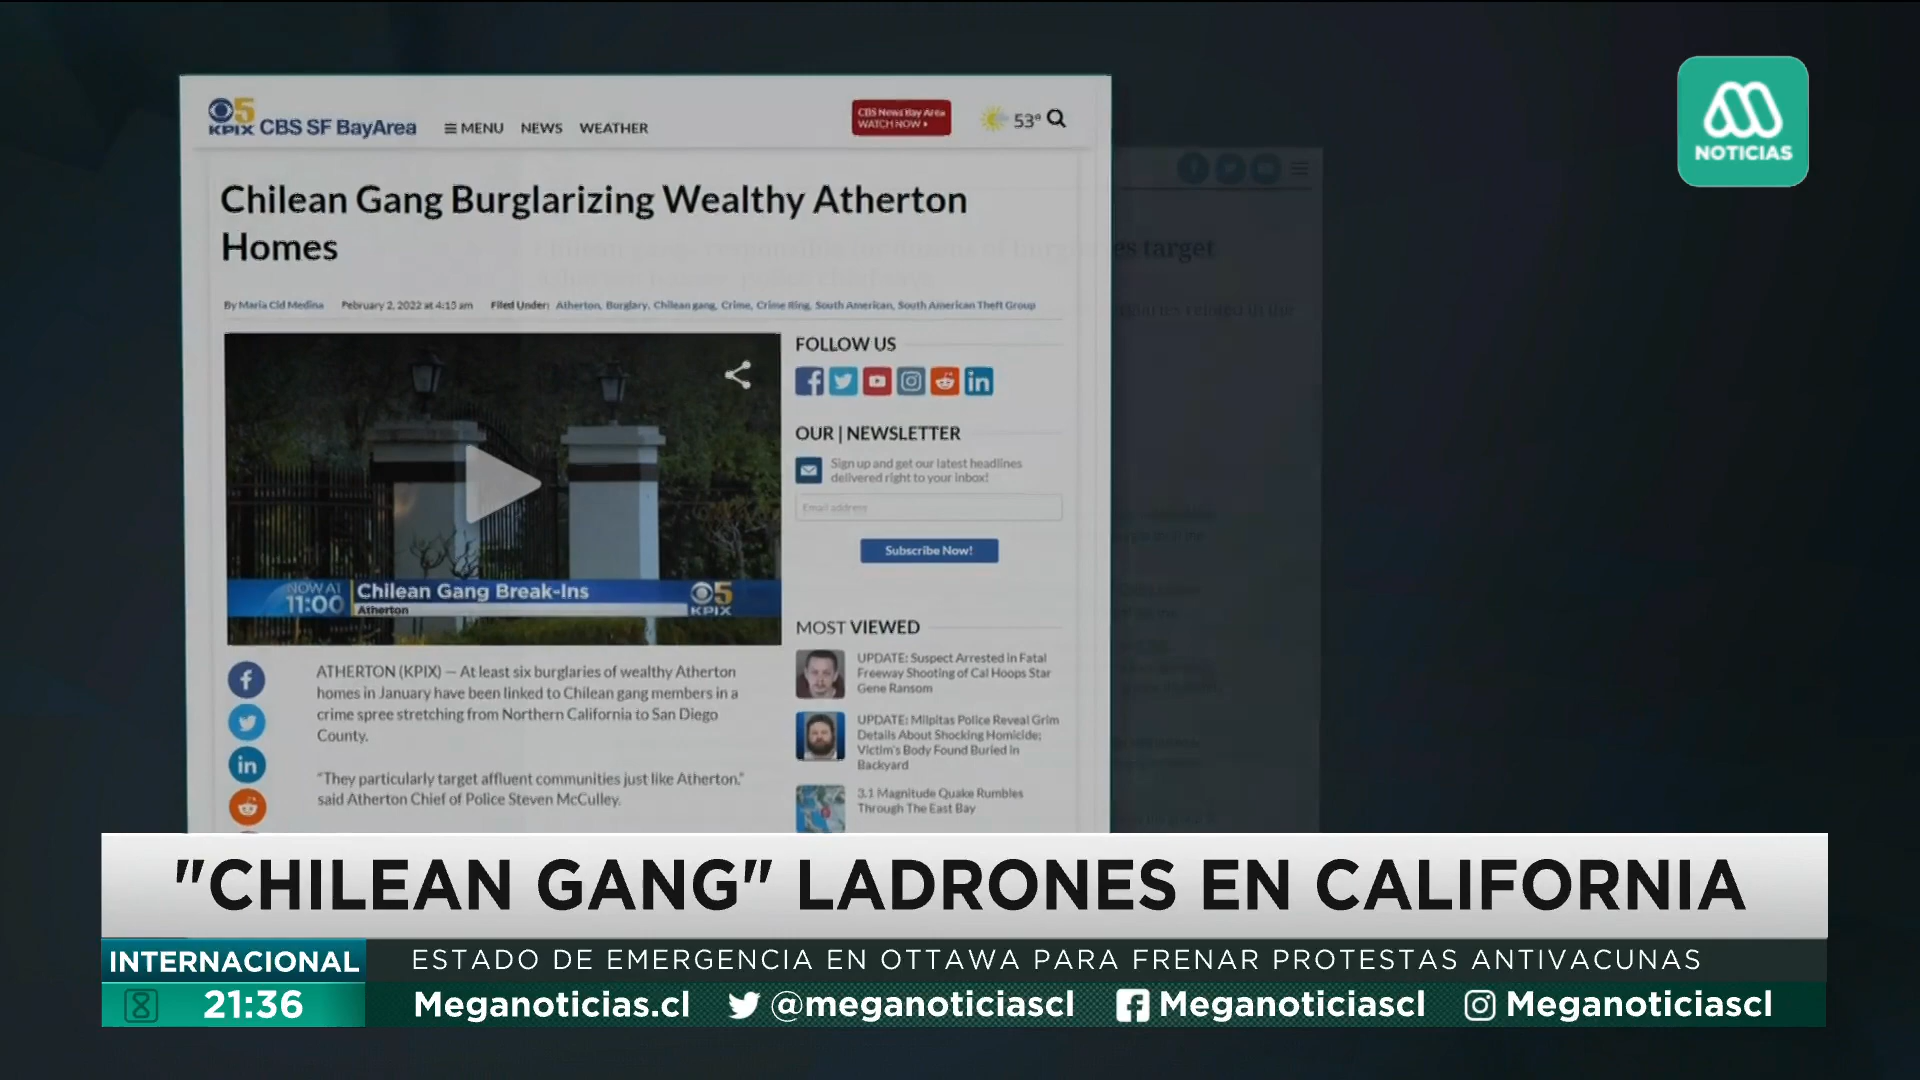 NOTICIAS
5
KPIX CBS SF BayArea
MENU NEWS WEATHER
CBS News Bay Area
WATCH NOW
53°
Chilean Gang Burglarizing Wealthy Atherton
Homes
es target
By Maria Cid Medina February 2, 2022 at 4:15 am Filed Under: Atherton, Burglary, Chilean gang, Crime, Crime Ring, South American, South American Theft Group
NOW AT
11:00
Chilean Gang Break-Ins
Atherton
5
KPIX
FOLLOW US
OUR | NEWSLETTER
Sign up and get our latest headlines
delivered right to your inbox!
Email address
Subscribe Now!
MOST VIEWED
UPDATE: Suspect Arrested in Fatal
Freeway Shooting of Cal Hoops Star
Gene Ransom
UPDATE: Milpitas Police Reveal Grim
Details About Shocking Homicide;
Victim's Body Found Buried in
Backyard
3.1 Magnitude Quake Rumbles
Through The East Bay
ATHERTON (KPIX) — At least six burglaries of wealthy Atherton
homes in January have been linked to Chilean gang members in a
crime spree stretching from Northern California to San Diego
County.
"They particularly target affluent communities just like Atherton."
said Atherton Chief of Police Steven McCulley.
"CHILEAN GANG" LADRONES EN CALIFORNIA
INTERNACIONAL
ESTADO DE EMERGENCIA EN OTTAWA PARA FRENAR PROTESTAS ANTIVACUNAS
21:36
Meganoticias.cl @meganoticiascl Meganoticiascl Meganoticiascl